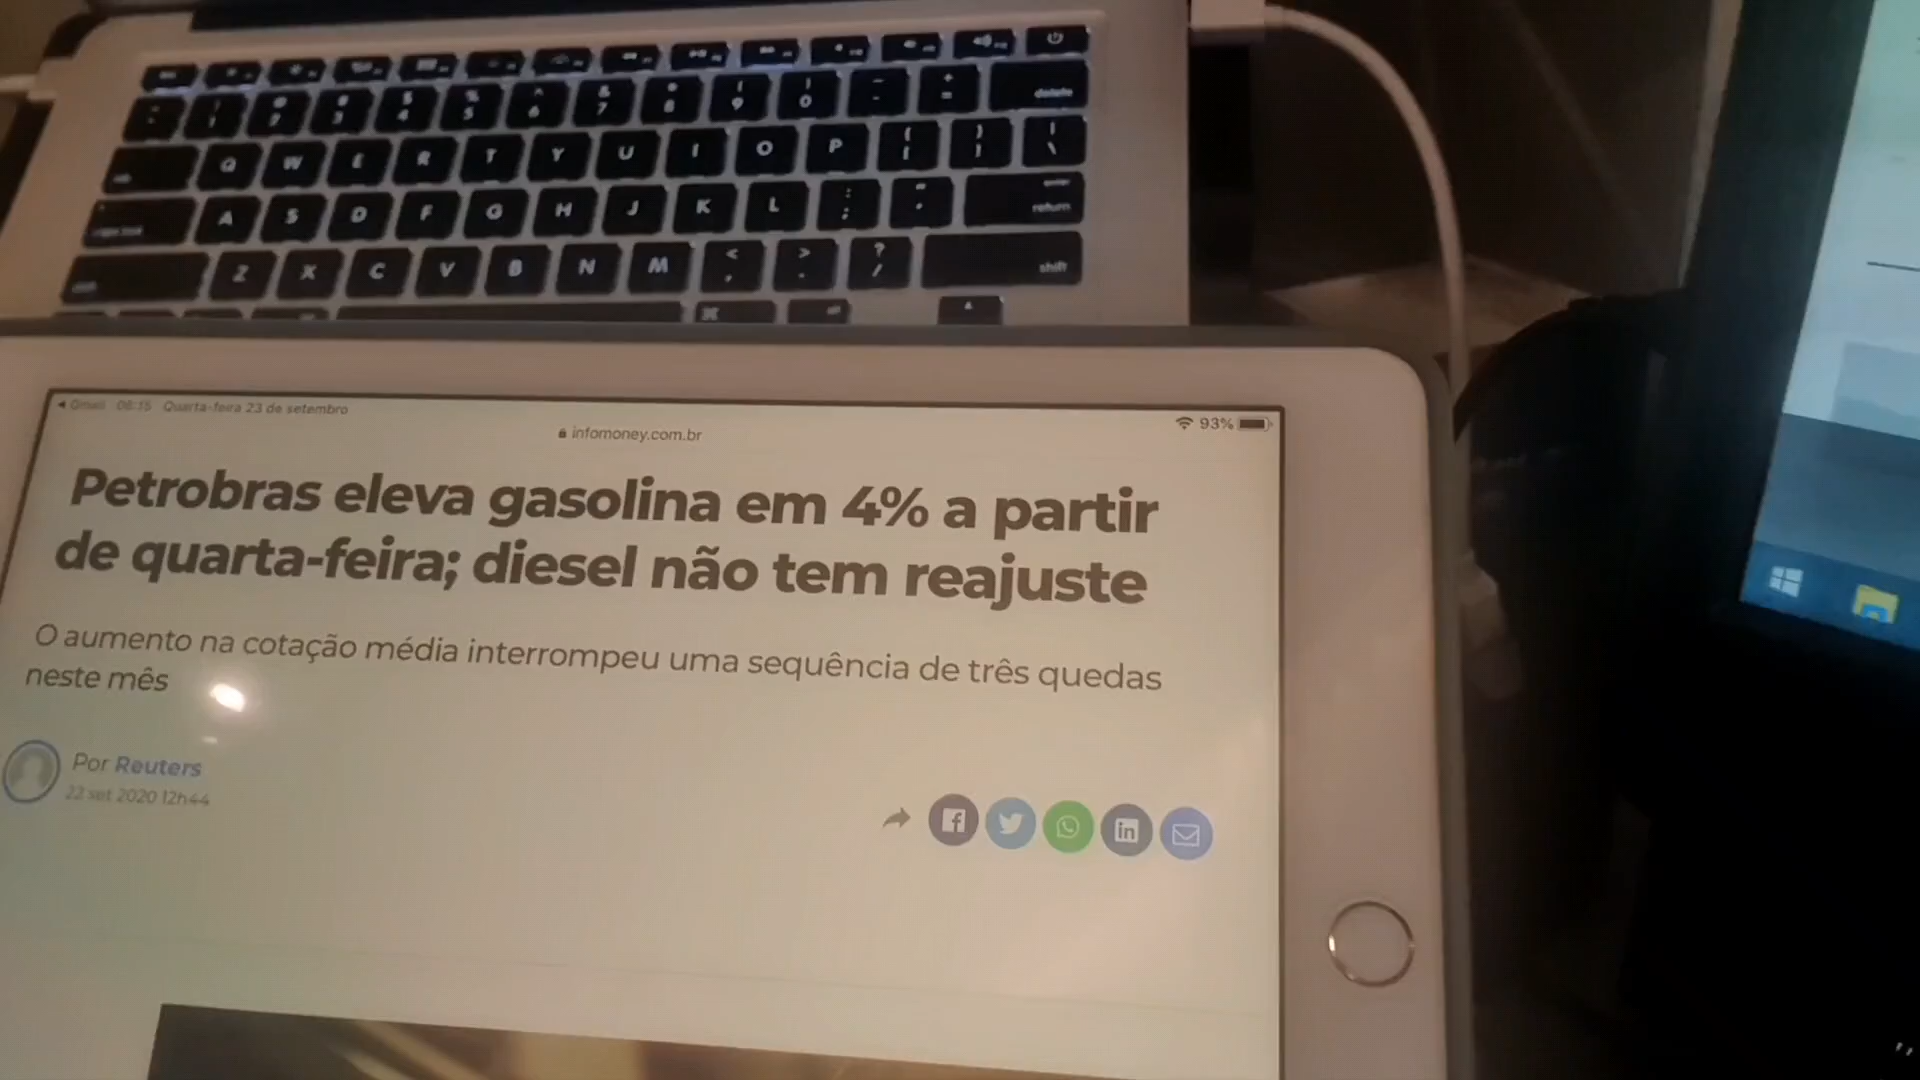 delete
Q W E R T Y U I O P
A S D F G H J K L
return
Z X C V B N M
shift
Gmail 08:15 Quarta-feira 23 de setembro
93%
infomoney.com.br
Petrobras eleva gasolina em 4% a partir
de quarta-feira; diesel não tem reajuste
O aumento na cotação média interrompeu uma sequência de três quedas
neste mês
Por Reuters
22 set 2020 12h44